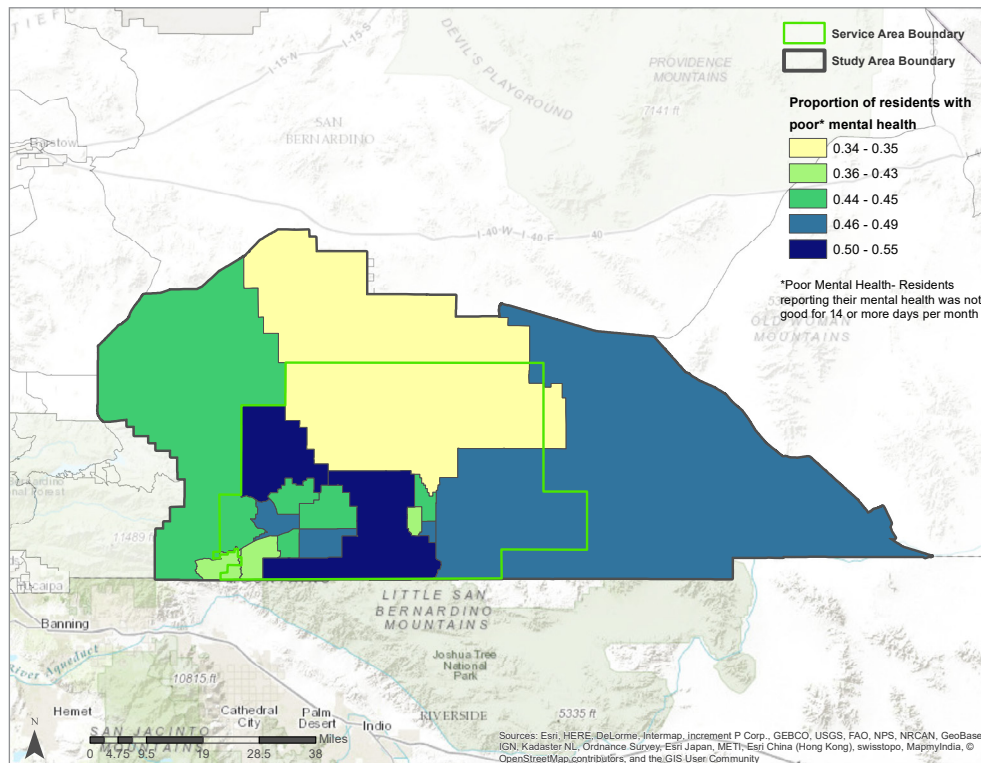 TIEF
I-15-N
I-15-S
DEVIL'S PLAYGROUND
PROVIDENCE
MOUNTAINS
7141 ft
Service Area Boundary
Study Area Boundary
Proportion of residents with
poor* mental health
0.34 - 0.35
0.36 - 0.43
0.44 - 0.45
0.46 - 0.49
0.50 - 0.55
*Poor Mental Health- Residents
reporting their mental health was not
good for 14 or more days per month
SAN
BERNARDINO
Barstow
I-40-W
I-40-E
40
OLD WOMAN
MOUNTAINS
Bernardino
nal Forest
11489 ft
Yucaipa
LITTLE SAN
BERNARDINO
MOUNTAINS
Banning
River Aqueduct
Joshua Tree
National
Park
10815 ft
Hemet
Cathedral
City
Palm
Desert
Indio
RIVERSIDE
5335 ft
SAN JACINTO
MOUNTAINS
N
Miles
0 4.75 9.5 19 28.5 38
Sources: Esri, HERE, DeLorme, Intermap, increment P Corp., GEBCO, USGS, FAO, NPS, NRCAN, GeoBase,
IGN, Kadaster NL, Ordnance Survey, Esri Japan, METI, Esri China (Hong Kong), swisstopo, MapmyIndia, ©
OpenStreetMap contributors, and the GIS User Community